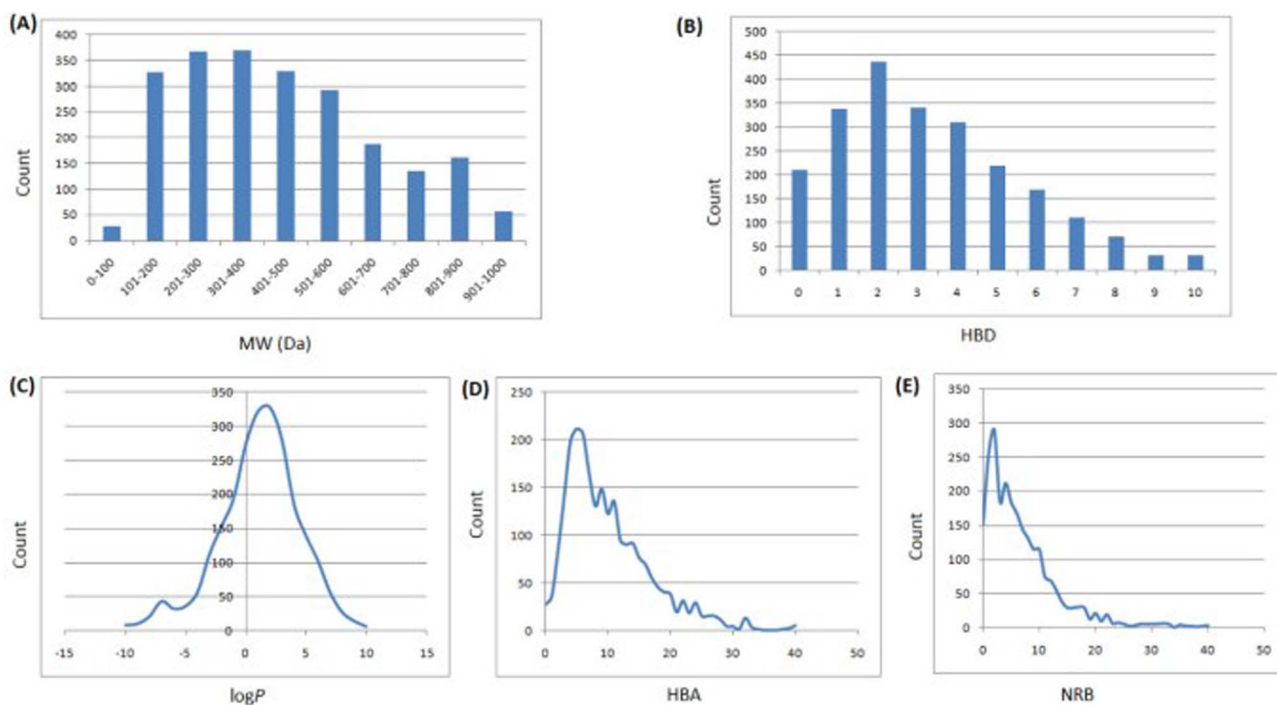 (A)
400
350
300
250
200
150
100
50
0
Count
0-100
101-200
201-300
301-400
401-500
501-600
601-700
701-800
801-900
901-1000
MW (Da)
(B)
500
450
400
350
300
250
200
150
100
50
0
Count
0 1 2 3 4 5 6 7 8 9 10
HBD
(C)
350
300
250
200
150
100
50
0
Count
-15 -10 -5 0 5 10 15
logP
(D)
250
200
150
100
50
0
Count
0 10 20 30 40
HBA
(E)
350
300
250
200
150
100
50
0
Count
0 10 20 30 40 50
NRB